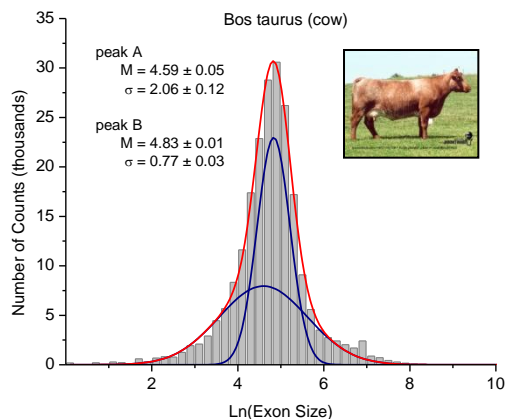 Bos taurus (cow)
peak A
M = 4.59 ± 0.05
σ = 2.06 ± 0.12
peak B
M = 4.83 ± 0.01
σ = 0.77 ± 0.03
Number of Counts (thousands)
35
30
25
20
15
10
5
0
2
4
6
8
10
Ln(Exon Size)